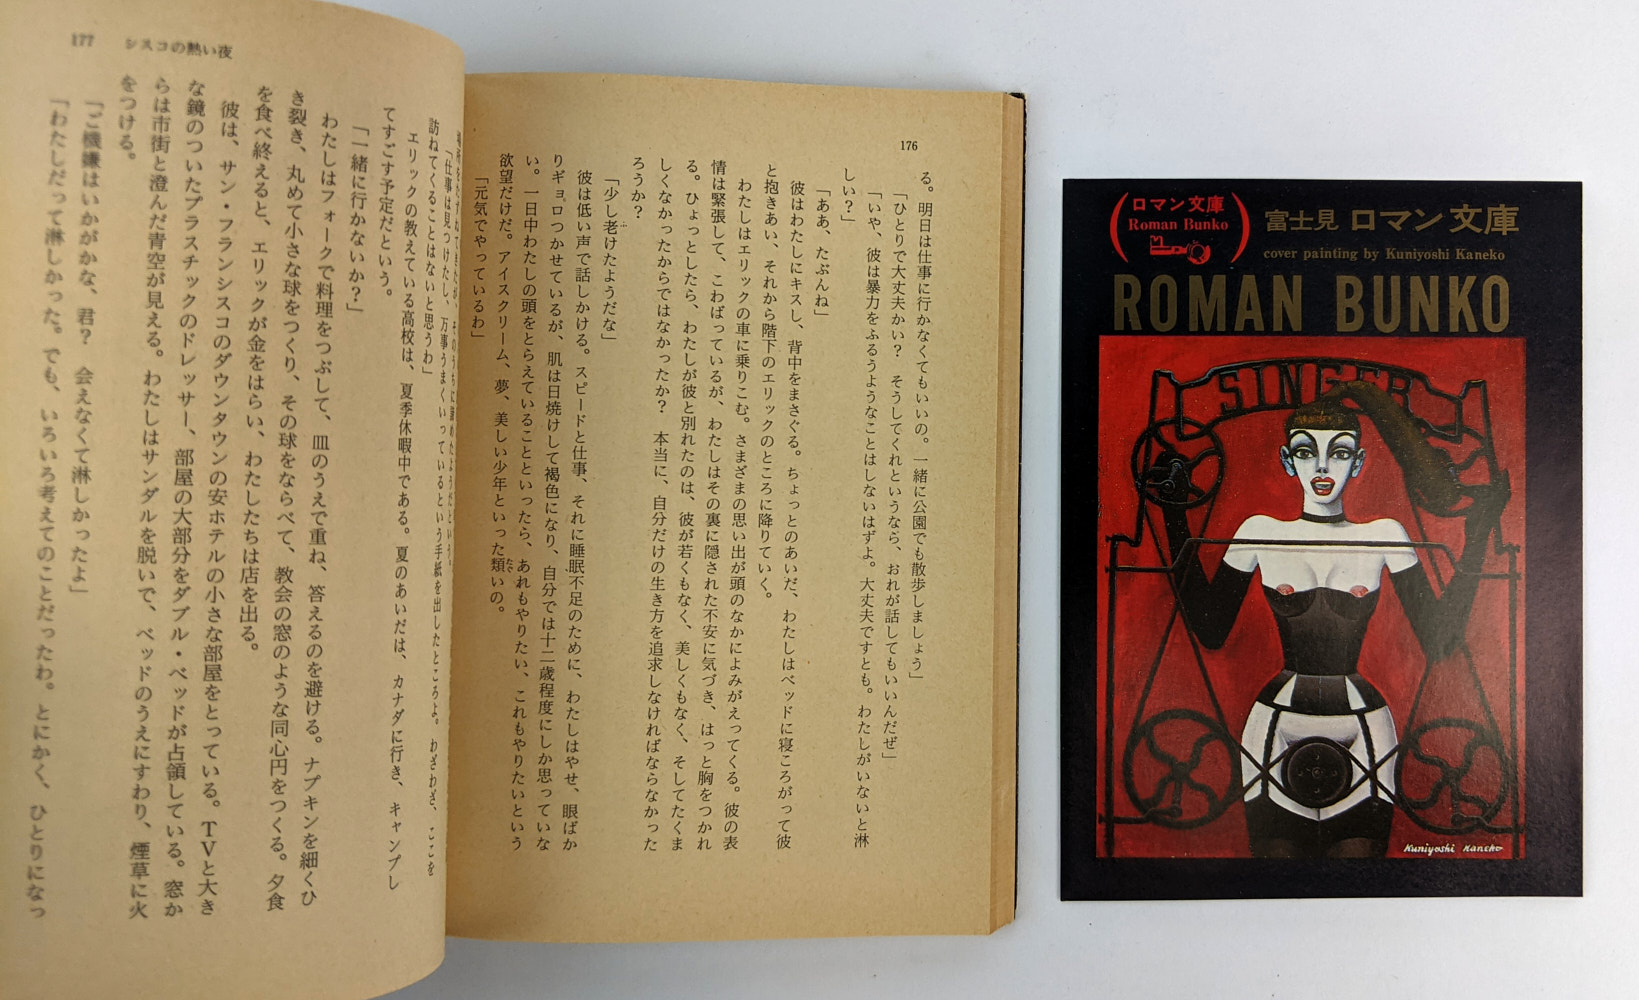 176
る。明日は仕事に行かなくてもいいの。一緒に公園でも散歩しましょう」
「ひとりで大丈夫かい？　そうしてくれというなら、おれが話してもいいんだぜ」
「いや、彼は暴力をふるうようなことはしないはずよ。大丈夫ですとも。わたしがいないと淋
しい？」
「ああ、たぶんね」
彼はわたしにキスし、背中をまさぐる。ちょっとのあいだ、わたしはベッドに寝ころがって彼
と抱きあい、それから階下のエリックのところに降りていく。
わたしはエリックの車に乗りこむ。さまざまの思い出が頭のなかによみがえってくる。彼の表
情は緊張して、こわばっているが、わたしはその裏に隠された不安に気づき、はっと胸をつかれ
る。ひょっとしたら、わたしが彼と別れたのは、彼が若くもなく、美しくもなく、そしてたくま
しくなかったからではなかったか？　本当に、自分だけの生き方を追求しなければならなかった
ろうか？
「少し老けたようだな」
彼は低い声で話しかける。スピードと仕事、それに睡眠不足のために、わたしはやせ、眼ばか
りギョロつかせているが、肌は日焼けして褐色になり、自分では十二歳程度にしか思っていな
い。一日中わたしの頭をとらえていることといったら、あれもやりたい、これもやりたいという
欲望だけだ。アイスクリーム、夢、美しい少年といった類いの。
「元気でやっているわ」
177　シスコの熱い夜
「仕事は見つけたし、万事うまくいっているという手紙を出したところよ。わざわざ、ここを
訪ねてくることはないと思うわ」
エリックの教えている高校は、夏季休暇中である。夏のあいだは、カナダに行き、キャンプし
てすごす予定だという。
「一緒に行かないか？」
わたしはフォークで料理をつぶして、皿のうえで重ね、答えるのを避ける。ナプキンを細くひ
き裂き、丸めて小さな球をつくり、その球をならべて、教会の窓のような同心円をつくる。夕食
を食べ終えると、エリックが金をはらい、わたしたちは店を出る。
彼は、サン・フランシスコのダウンタウンの安ホテルの小さな部屋をとっている。TVと大き
な鏡のついたプラスチックのドレッサー、部屋の大部分をダブル・ベッドが占領している。窓か
らは市街と澄んだ青空が見える。わたしはサンダルを脱いで、ベッドのうえにすわり、煙草に火
をつける。
「ご機嫌はいかがかな、君？　会えなくて淋しかったよ」
「わたしだって淋しかった。でも、いろいろ考えてのことだったわ。とにかく、ひとりになっ
ロマン文庫
Roman Bunko
富士見 ロマン文庫
cover painting by Kuniyoshi Kaneko
ROMAN BUNKO
SINGER
Kuniyoshi Kaneko